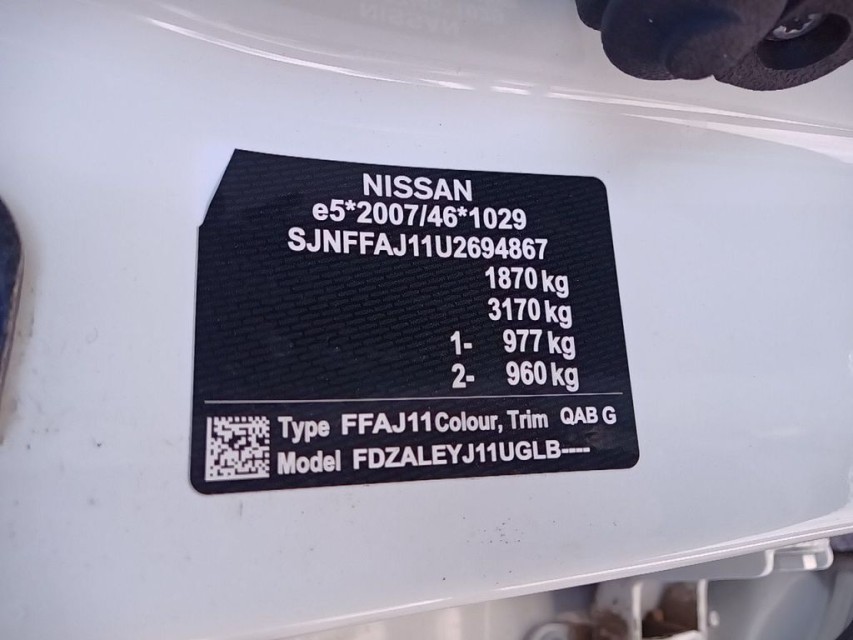 NISSAN
e5*2007/46*1029
SJNFFAJ11U2694867
1870 kg
3170 kg
1- 977 kg
2- 960 kg
Type FFAJ11 Colour, Trim QAB G
Model FDZALEYJ11UGLB----